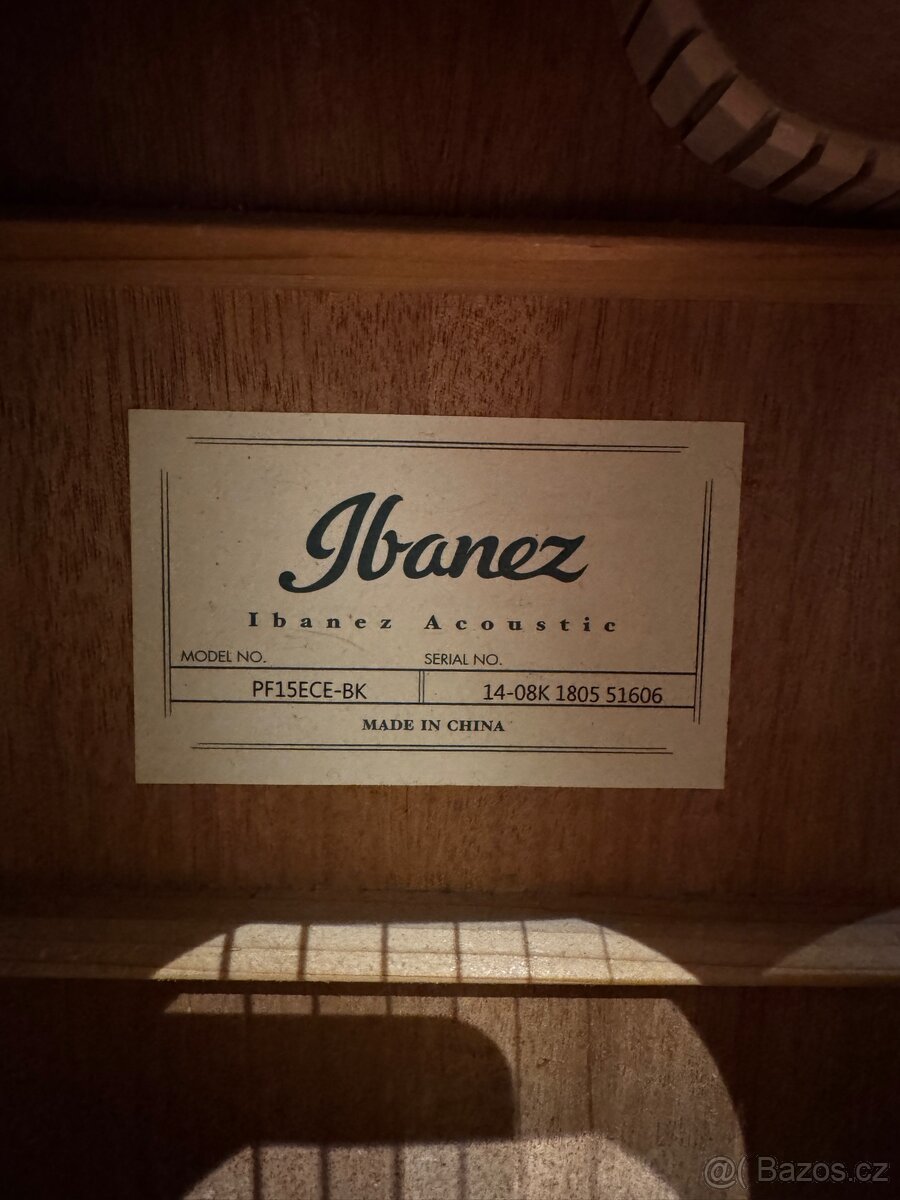 Ibanez
Ibanez Acoustic
MODEL NO. SERIAL NO.
PF15ECE-BK 14-08K 1805 51606
MADE IN CHINA
@( Bazos.cz